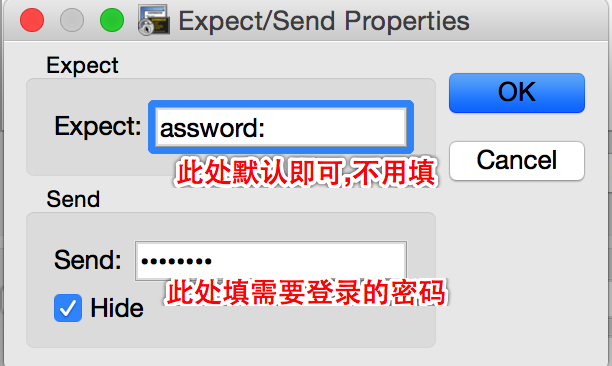 Expect/Send Properties
Expect
Expect: assword:
此处默认即可,不用填
OK
Cancel
Send
Send: ••••••••
此处填需要登录的密码
Hide